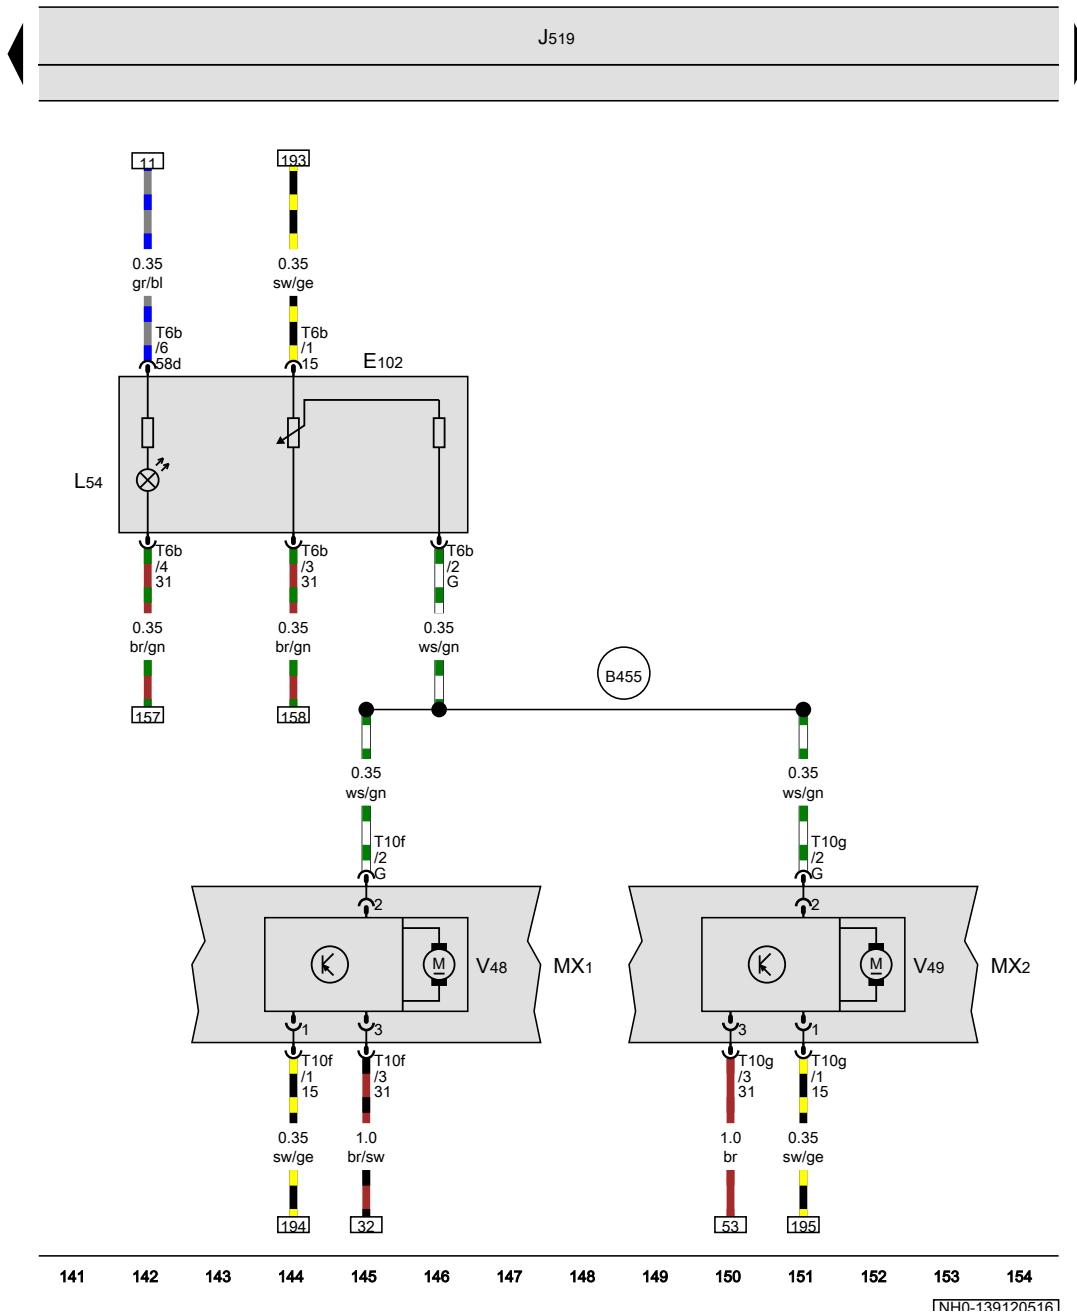 J519
11
193
0.35
gr/bl
0.35
sw/ge
T6b
/6
58d
T6b
/1
15
E102
L54
T6b
/4
31
T6b
/3
31
T6b
/2
G
0.35
br/gn
0.35
br/gn
0.35
ws/gn
B455
157
158
0.35
ws/gn
0.35
ws/gn
T10f
/2
G
T10g
/2
G
2
2
M
V48
MX1
M
V49
MX2
1
3
3
1
T10f
/1
15
T10f
/3
31
T10g
/3
31
T10g
/1
15
0.35
sw/ge
1.0
br/sw
1.0
br
0.35
sw/ge
194
32
53
195
141 142 143 144 145 146 147 148 149 150 151 152 153 154
NH0-139120516